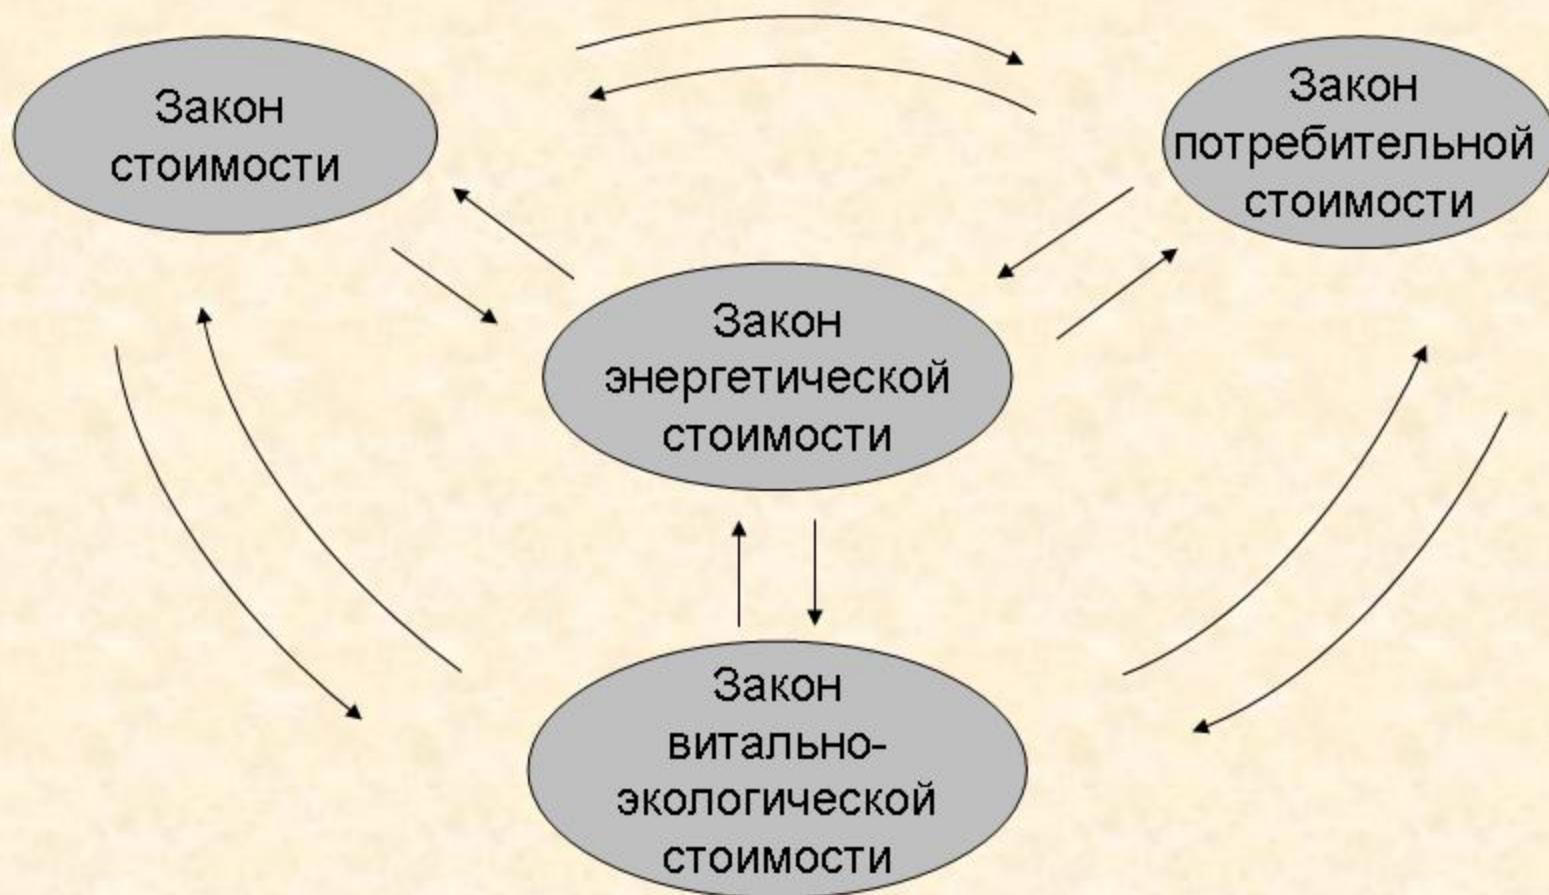 Закон
стоимости
Закон
потребительной
стоимости
Закон
энергетической
стоимости
Закон
витально-
экологической
стоимости